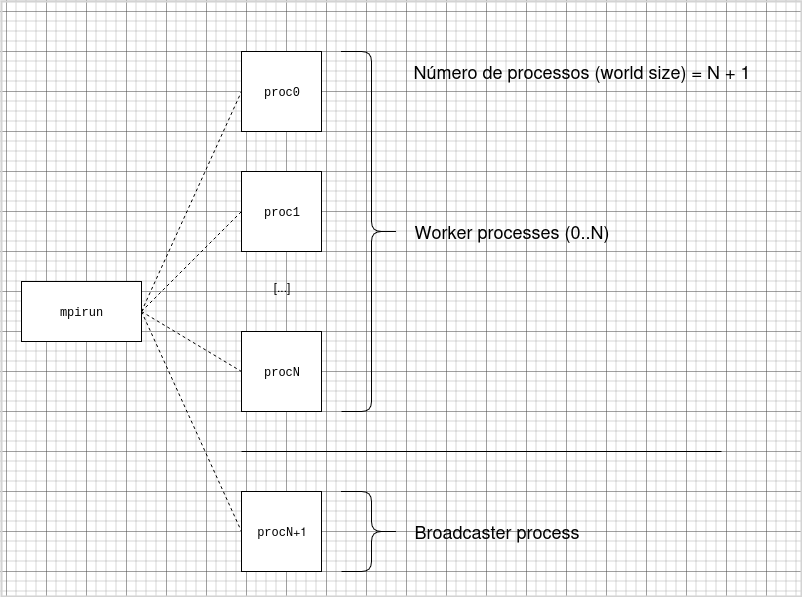 Número de processos (world size) = N + 1
proc0
proc1
Worker processes (0..N)
[...]
mpirun
procN
procN+1
Broadcaster process